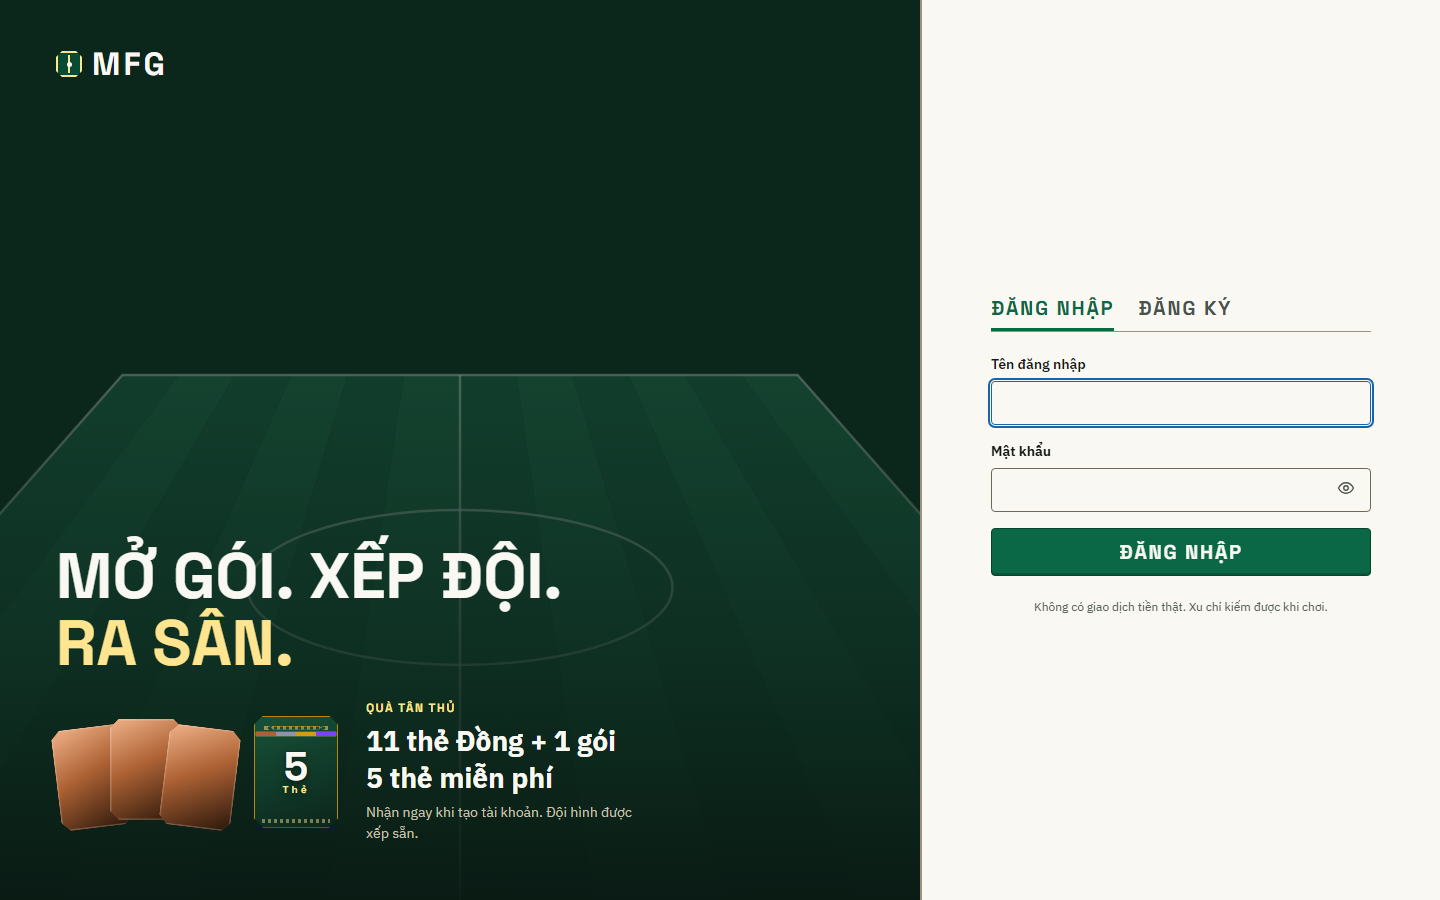 MFG
MỞ GÓI. XẾP ĐỘI.
RA SÂN.
5
Thẻ
QUÀ TÂN THỦ
11 thẻ Đồng + 1 gói
5 thẻ miễn phí
Nhận ngay khi tạo tài khoản. Đội hình được
xếp sẵn.
ĐĂNG NHẬP ĐĂNG KÝ
Tên đăng nhập
Mật khẩu
ĐĂNG NHẬP
Không có giao dịch tiền thật. Xu chỉ kiếm được khi chơi.